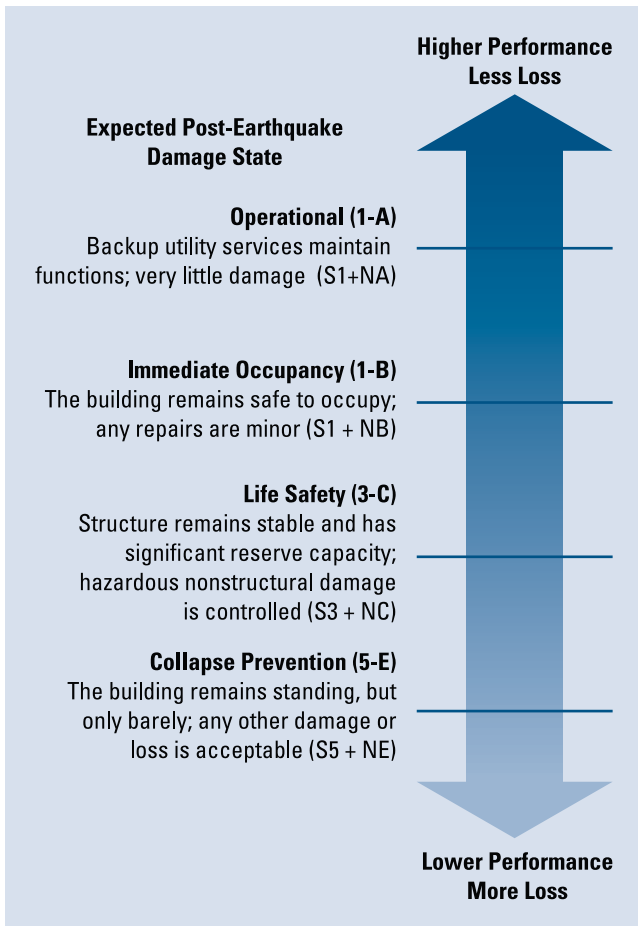 Higher Performance
Less Loss
Expected Post-Earthquake
Damage State
Operational (1-A)
Backup utility services maintain
functions; very little damage (S1+NA)
Immediate Occupancy (1-B)
The building remains safe to occupy;
any repairs are minor (S1 + NB)
Life Safety (3-C)
Structure remains stable and has
significant reserve capacity;
hazardous nonstructural damage
is controlled (S3 + NC)
Collapse Prevention (5-E)
The building remains standing, but
only barely; any other damage or
loss is acceptable (S5 + NE)
Lower Performance
More Loss